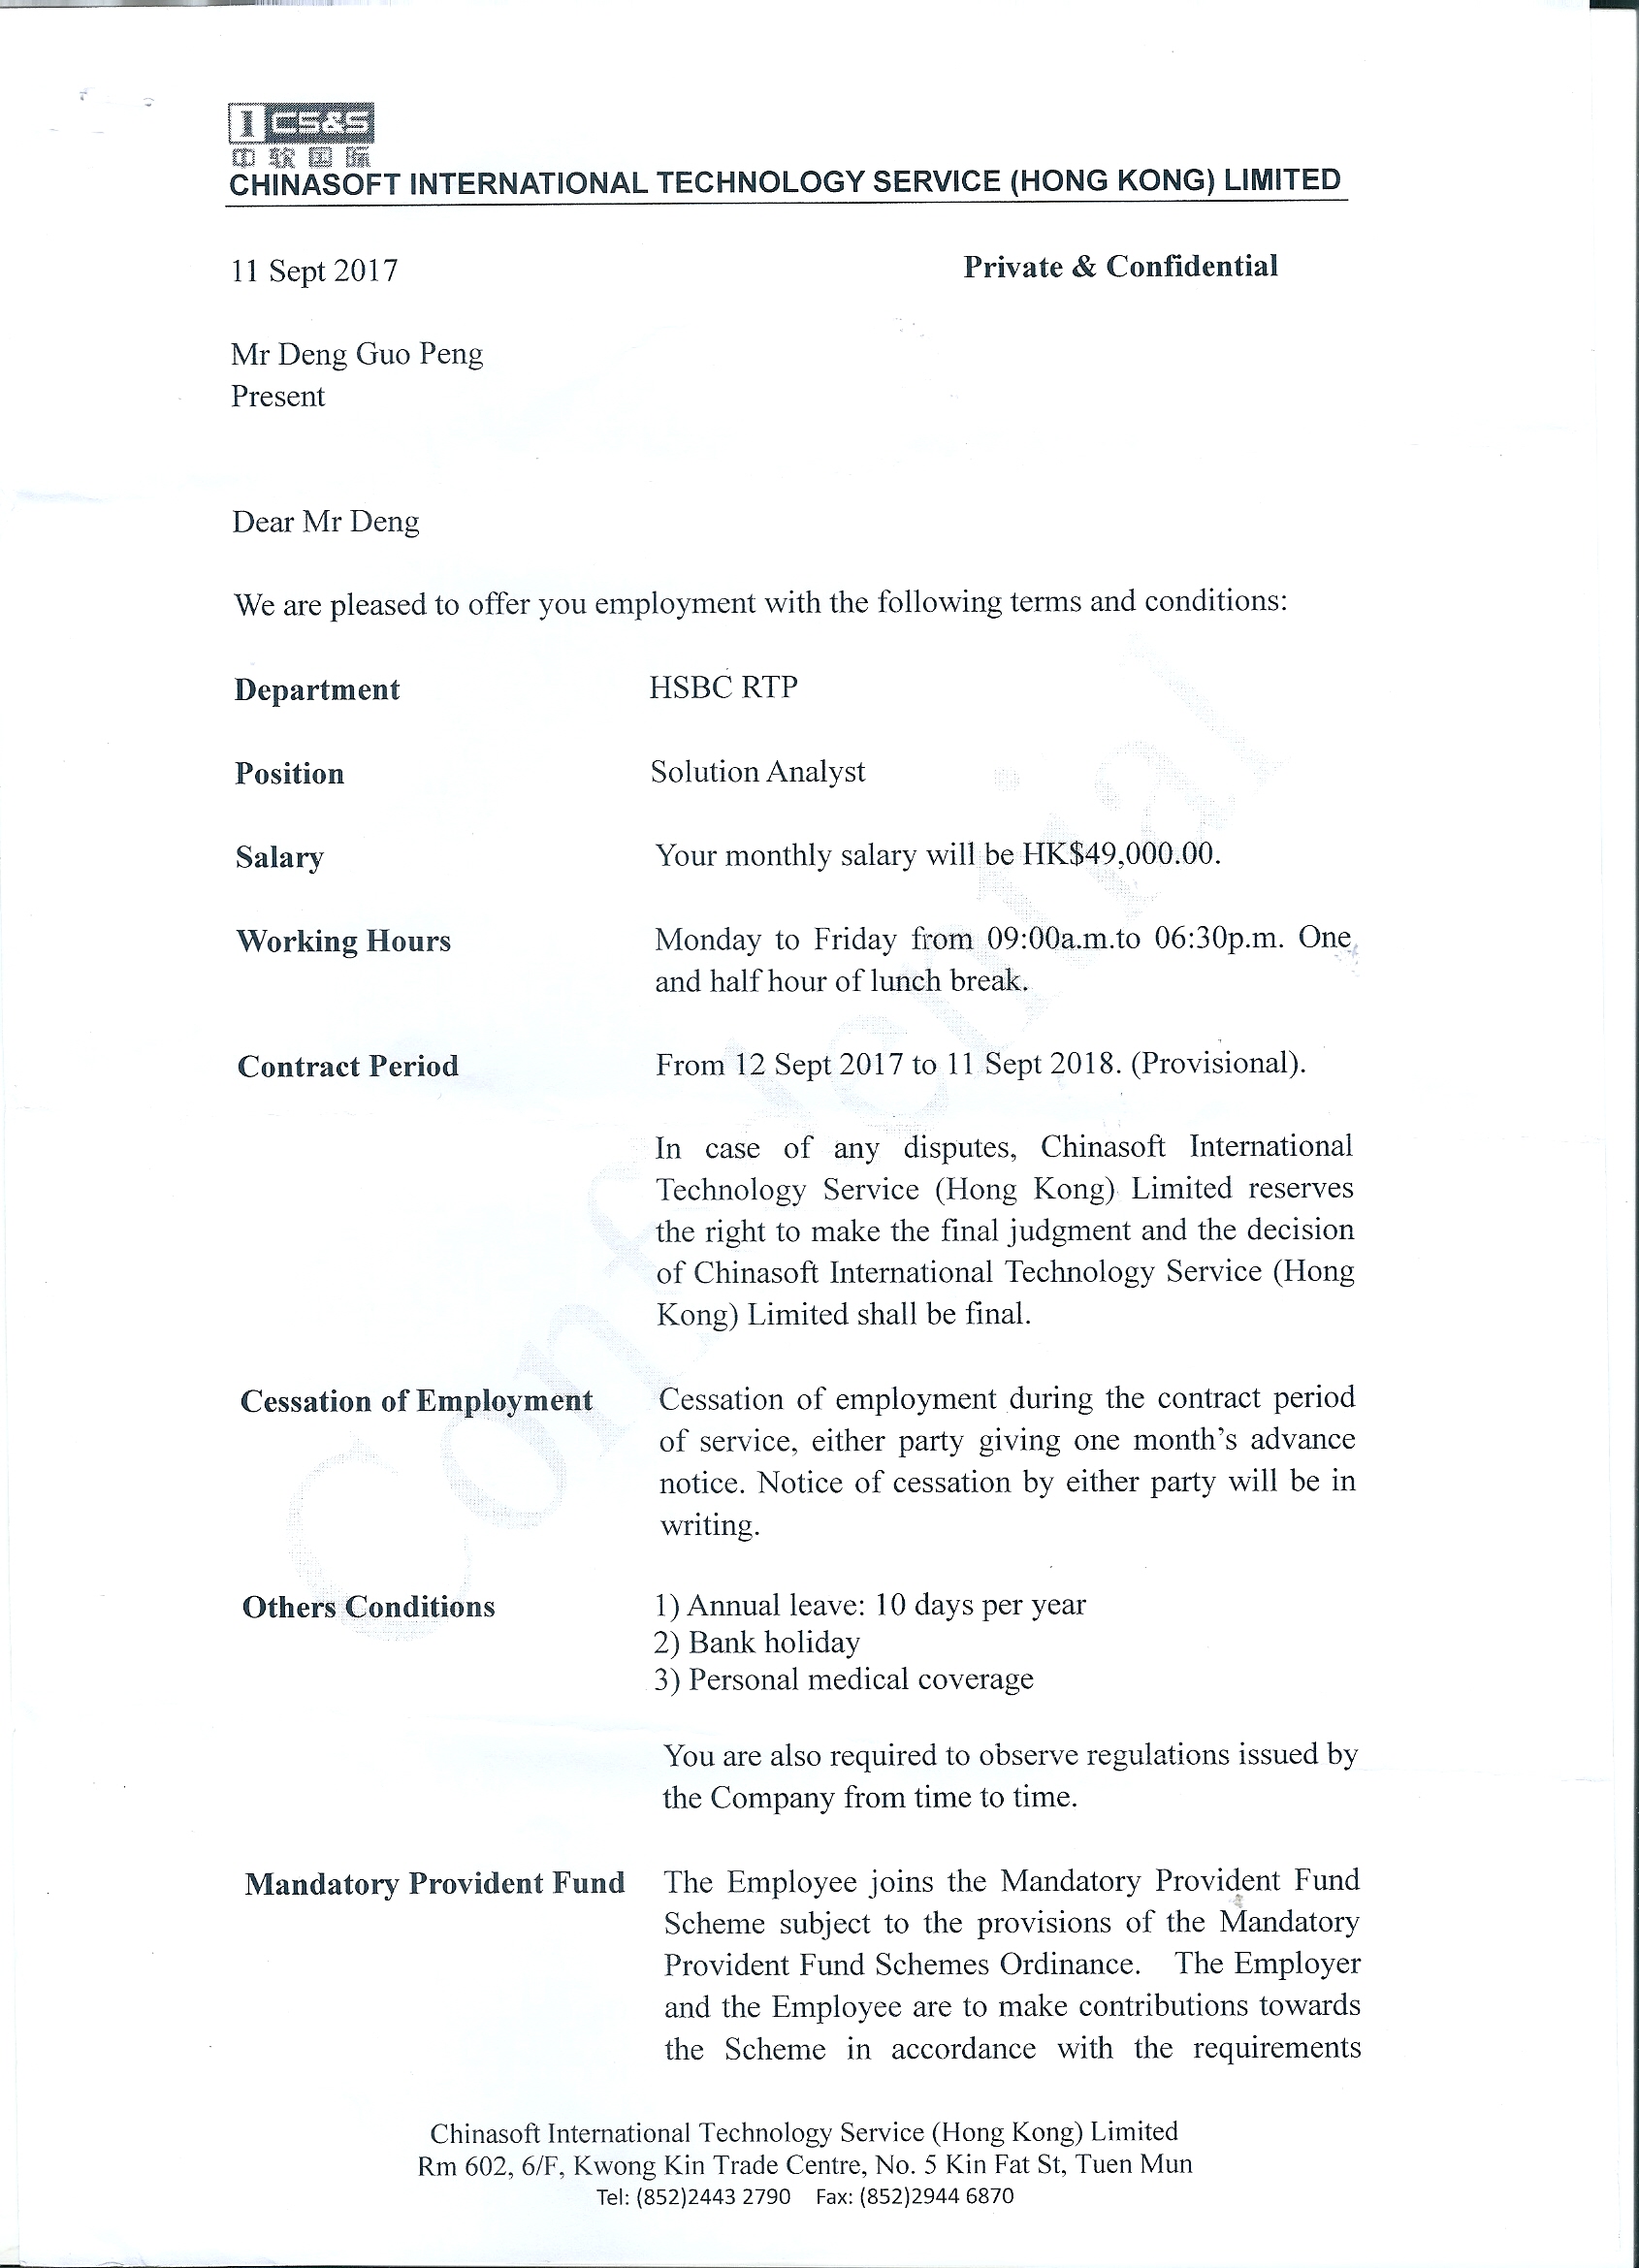 1 CS&S
中软国际
CHINASOFT INTERNATIONAL TECHNOLOGY SERVICE (HONG KONG) LIMITED
11 Sept 2017 Private & Confidential
Mr Deng Guo Peng
Present
Dear Mr Deng
We are pleased to offer you employment with the following terms and conditions:
Department HSBC RTP
Position Solution Analyst
Salary Your monthly salary will be HK$49,000.00.
Working Hours Monday to Friday from 09:00a.m.to 06:30p.m. One
and half hour of lunch break.
Contract Period From 12 Sept 2017 to 11 Sept 2018. (Provisional).
In case of any disputes, Chinasoft International
Technology Service (Hong Kong) Limited reserves
the right to make the final judgment and the decision
of Chinasoft International Technology Service (Hong
Kong) Limited shall be final.
Cessation of Employment Cessation of employment during the contract period
of service, either party giving one month's advance
notice. Notice of cessation by either party will be in
writing.
Others Conditions 1) Annual leave: 10 days per year
2) Bank holiday
3) Personal medical coverage
You are also required to observe regulations issued by
the Company from time to time.
Mandatory Provident Fund The Employee joins the Mandatory Provident Fund
Scheme subject to the provisions of the Mandatory
Provident Fund Schemes Ordinance. The Employer
and the Employee are to make contributions towards
the Scheme in accordance with the requirements
Confidential
Chinasoft International Technology Service (Hong Kong) Limited
Rm 602, 6/F, Kwong Kin Trade Centre, No. 5 Kin Fat St, Tuen Mun
Tel: (852)2443 2790 Fax: (852)2944 6870